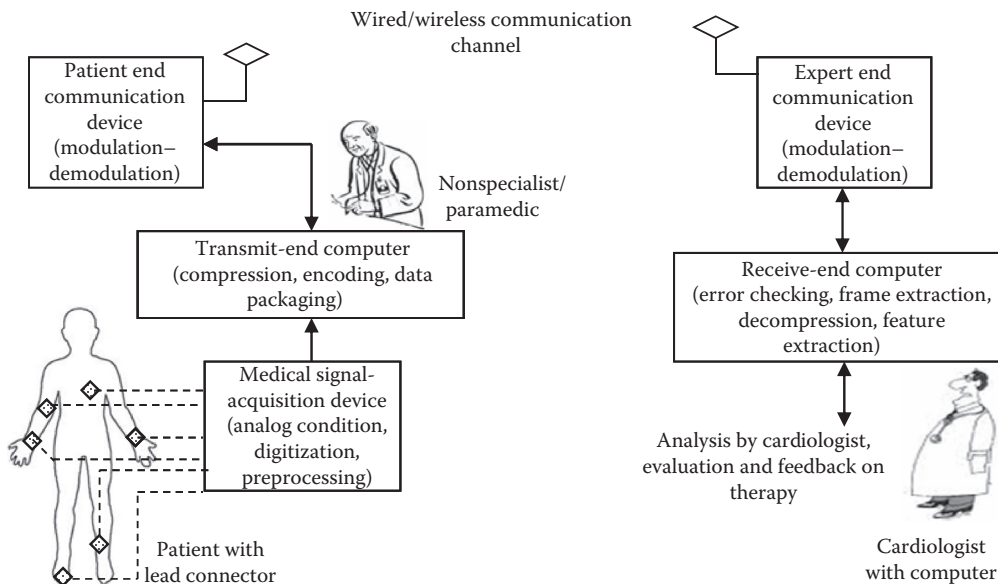 Wired/wireless communication
channel
Patient end
communication
device
(modulation–
demodulation)
Nonspecialist/
paramedic
Transmit-end computer
(compression, encoding, data
packaging)
Medical signal-
acquisition device
(analog condition,
digitization,
preprocessing)
Patient with
lead connector
Expert end
communication
device
(modulation–
demodulation)
Receive-end computer
(error checking, frame extraction,
decompression, feature
extraction)
Analysis by cardiologist,
evaluation and feedback on
therapy
Cardiologist
with computer